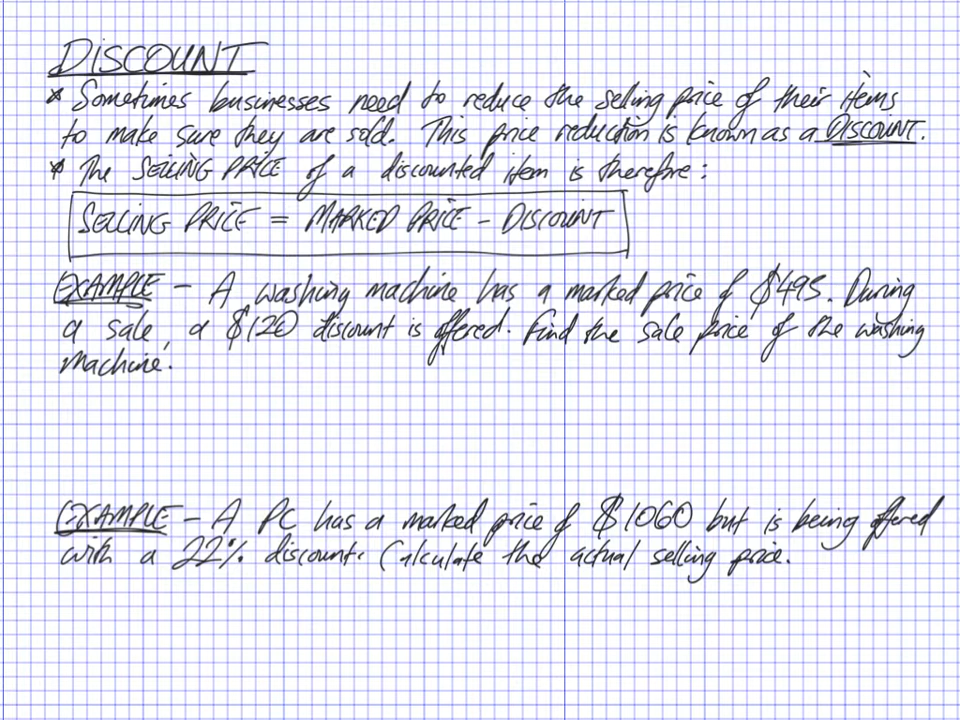 DISCOUNT
* Sometimes businesses need to reduce the selling price of their items
to make sure they are sold. This price reduction is known as a DISCOUNT.
* The SELLING PRICE of a discounted item is therefore:
SELLING PRICE = MARKED PRICE - DISCOUNT
EXAMPLE - A washing machine has a marked price of $495. During
a sale, a $120 discount is offered. Find the sale price of the washing
machine.
EXAMPLE - A PC has a marked price of $1060 but is being offered
with a 22% discount. Calculate the actual selling price.